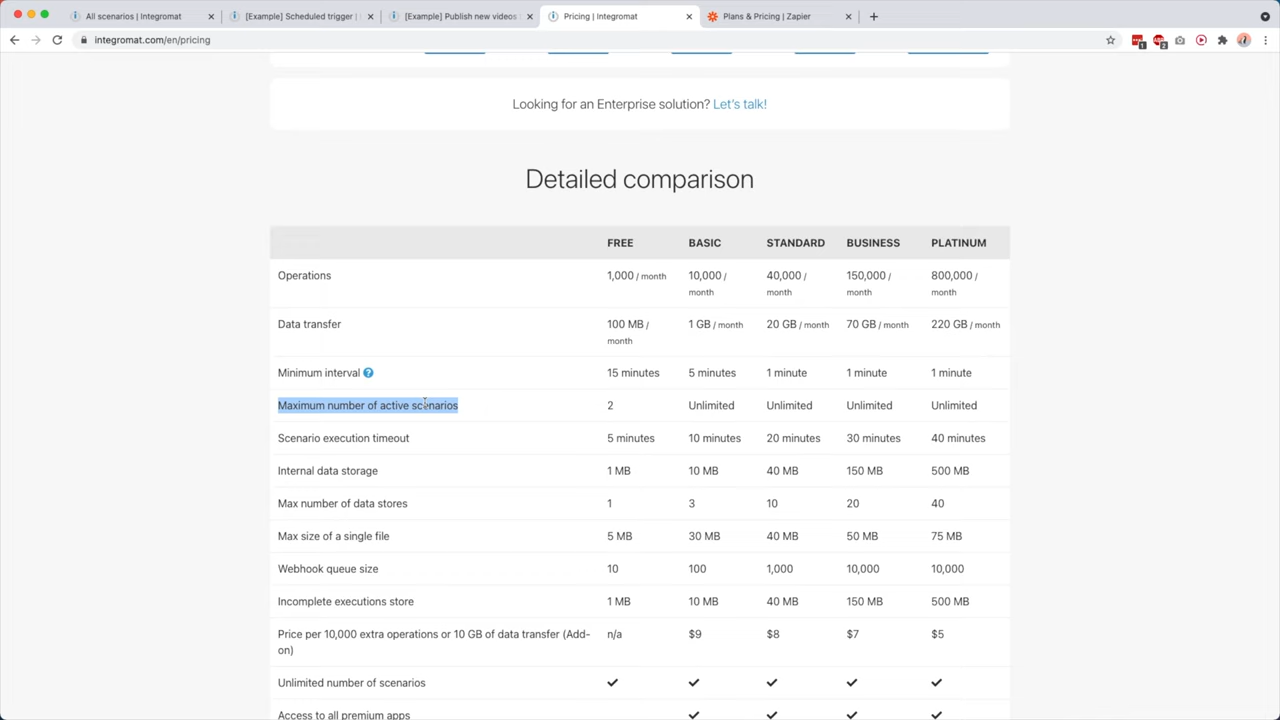 All scenarios | Integromat
[Example] Scheduled trigger |
[Example] Publish new videos
Pricing | Integromat
Plans & Pricing | Zapier
integromat.com/en/pricing
1
2
Looking for an Enterprise solution? Let's talk!
Detailed comparison
FREE BASIC STANDARD BUSINESS PLATINUM
Operations 1,000 / month 10,000 / month 40,000 / month 150,000 / month 800,000 / month
Data transfer 100 MB / month 1 GB / month 20 GB / month 70 GB / month 220 GB / month
Minimum interval ? 15 minutes 5 minutes 1 minute 1 minute 1 minute
Maximum number of active scenarios 2 Unlimited Unlimited Unlimited Unlimited
Scenario execution timeout 5 minutes 10 minutes 20 minutes 30 minutes 40 minutes
Internal data storage 1 MB 10 MB 40 MB 150 MB 500 MB
Max number of data stores 1 3 10 20 40
Max size of a single file 5 MB 30 MB 40 MB 50 MB 75 MB
Webhook queue size 10 100 1,000 10,000 10,000
Incomplete executions store 1 MB 10 MB 40 MB 150 MB 500 MB
Price per 10,000 extra operations or 10 GB of data transfer (Add-
on) n/a $9 $8 $7 $5
Unlimited number of scenarios
Access to all premium apps